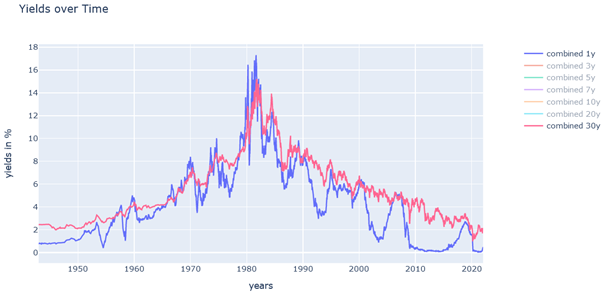 Yields over Time
combined 1y
combined 3y
combined 5y
combined 7y
combined 10y
combined 20y
combined 30y
yields in %
18
16
14
12
10
8
6
4
2
0
1950
1960
1970
1980
1990
2000
2010
2020
years